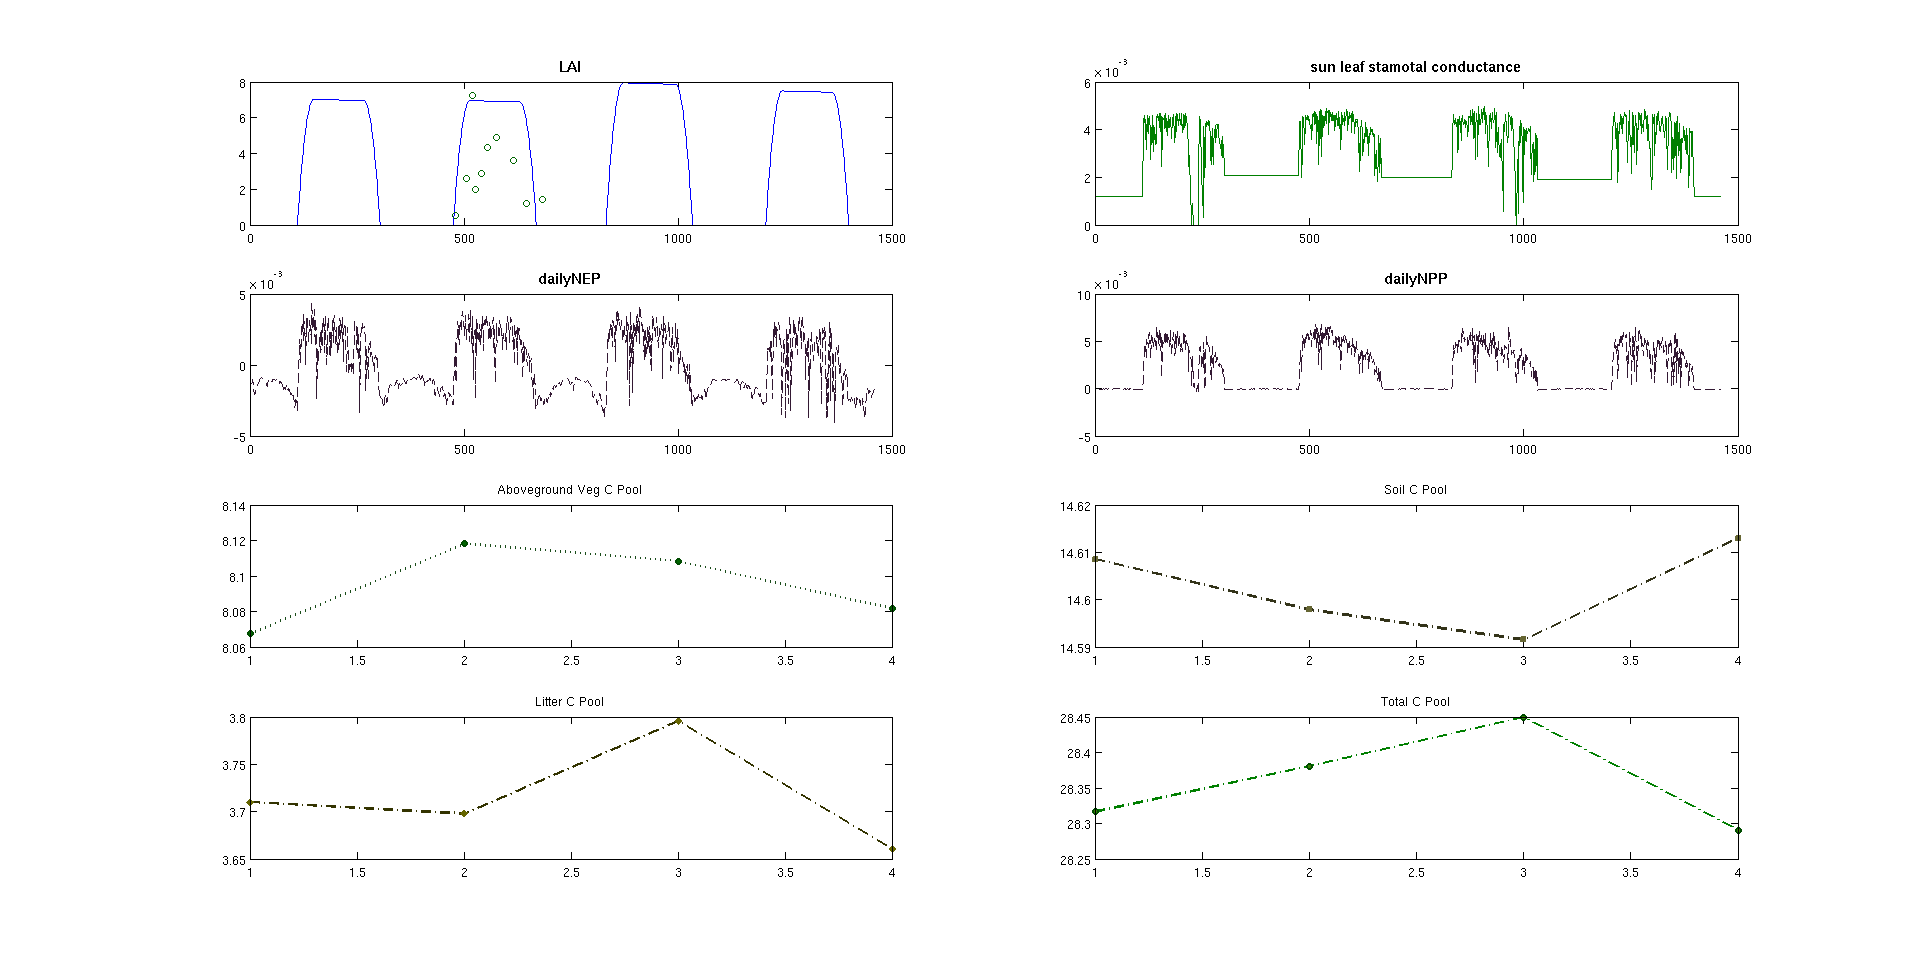 LAI
8
6
4
2
0
0 500 1000 1500
sun leaf stamotal conductance
×10⁻³
6
4
2
0
0 500 1000 1500
dailyNEP
×10⁻³
5
0
-5
0 500 1000 1500
dailyNPP
×10⁻³
10
5
0
-5
0 500 1000 1500
Aboveground Veg C Pool
8.14
8.12
8.1
8.08
8.06
1 1.5 2 2.5 3 3.5 4
Soil C Pool
14.62
14.61
14.6
14.59
1 1.5 2 2.5 3 3.5 4
Litter C Pool
3.8
3.75
3.7
3.65
1 1.5 2 2.5 3 3.5 4
Total C Pool
28.45
28.4
28.35
28.3
28.25
1 1.5 2 2.5 3 3.5 4